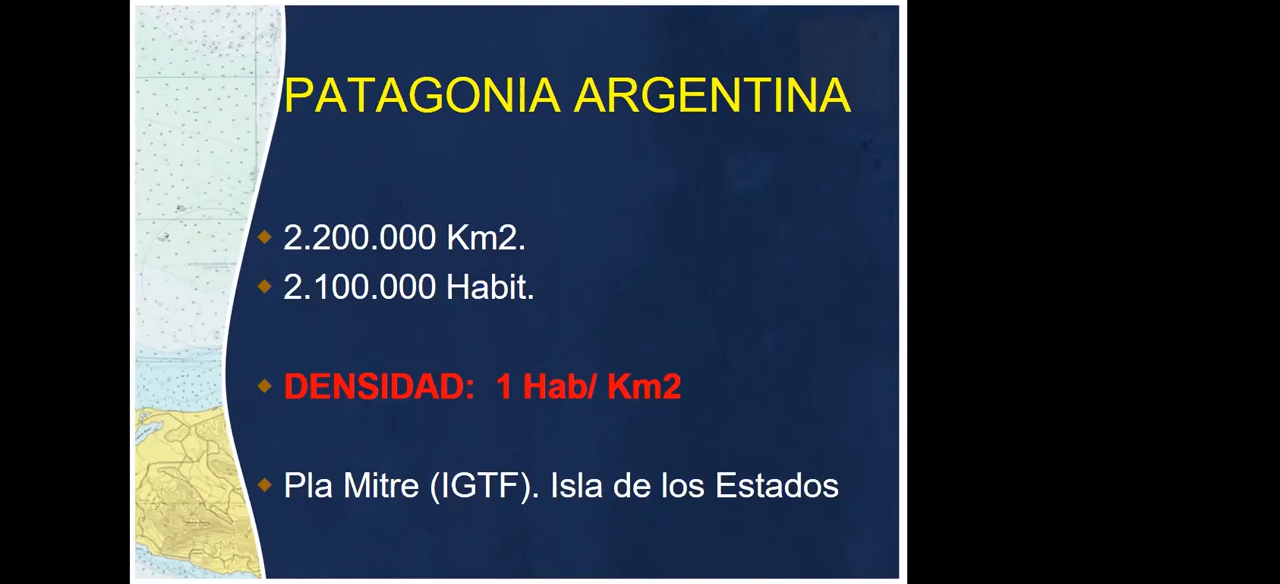 PATAGONIA ARGENTINA
2.200.000 Km2.
2.100.000 Habit.
DENSIDAD: 1 Hab/ Km2
Pla Mitre (IGTF). Isla de los Estados